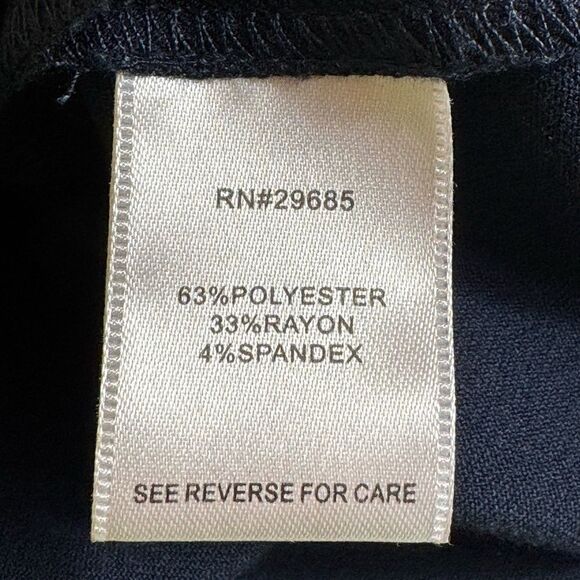 RN#29685
63%POLYESTER
33%RAYON
4%SPANDEX
SEE REVERSE FOR CARE